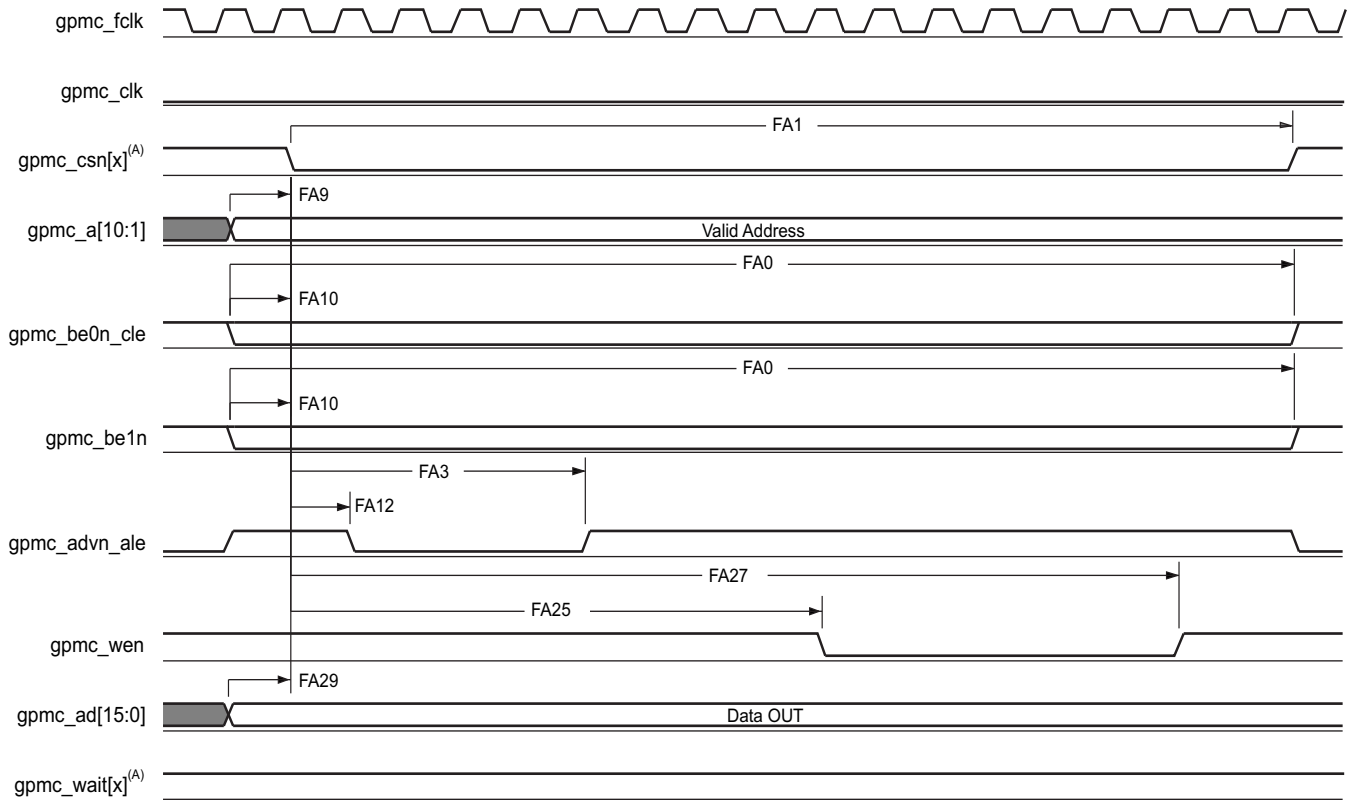 gpmc_fclk
gpmc_clk
FA1
gpmc_csn[x](A)
FA9
gpmc_a[10:1]
Valid Address
FA0
FA10
gpmc_be0n_cle
FA0
FA10
gpmc_be1n
FA3
FA12
gpmc_advn_ale
FA27
FA25
gpmc_wen
FA29
gpmc_ad[15:0]
Data OUT
gpmc_wait[x](A)